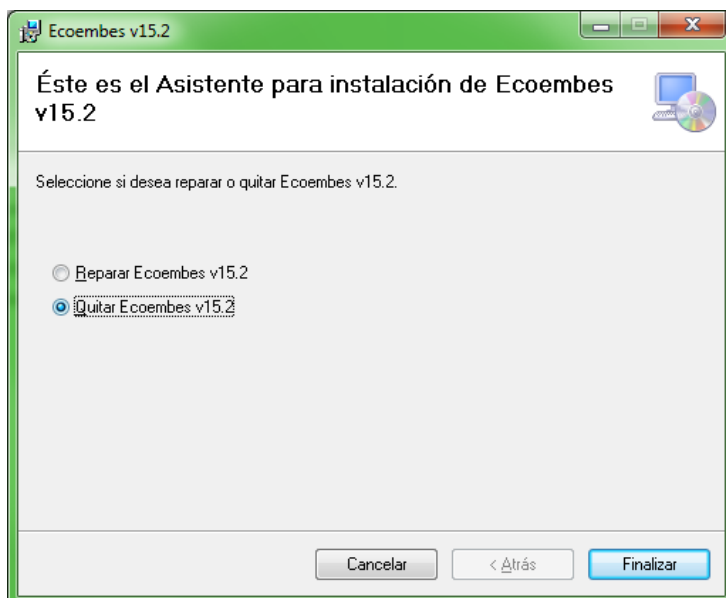 Ecoembes v15.2
Éste es el Asistente para instalación de Ecoembes
v15.2
Seleccione si desea reparar o quitar Ecoembes v15.2.
Reparar Ecoembes v15.2
Quitar Ecoembes v15.2
Cancelar
< Atrás
Finalizar